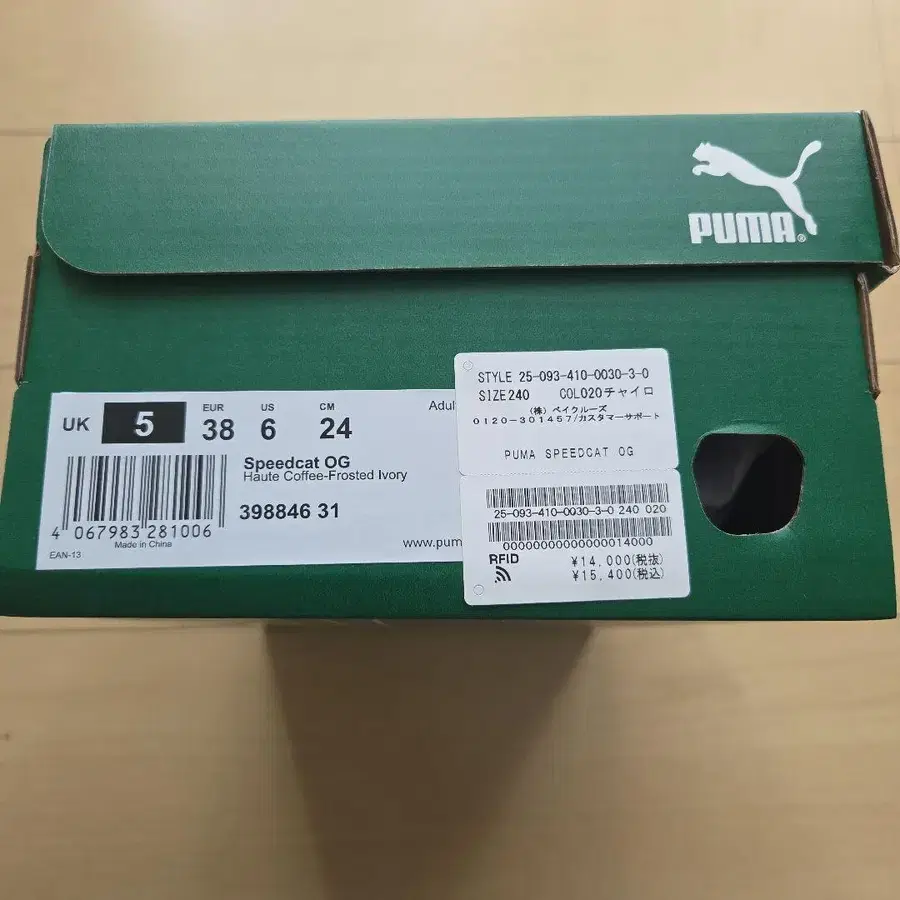 PUMA®
STYLE 25-093-410-0030-3-0
SIZE240 COL020チャイロ
(株)ベイクルーズ
0120-301457/カスタマーサポート
PUMA SPEEDCAT OG
UK 5 EUR 38 US 6 CM 24
Speedcat OG
Haute Coffee-Frosted Ivory
398846 31
4 067983 281006
Made in China
EAN-13
25-093-410-0030-3-0 240 020
00000000000000014000
RFID
¥14,000(税抜)
¥15,400(税込)